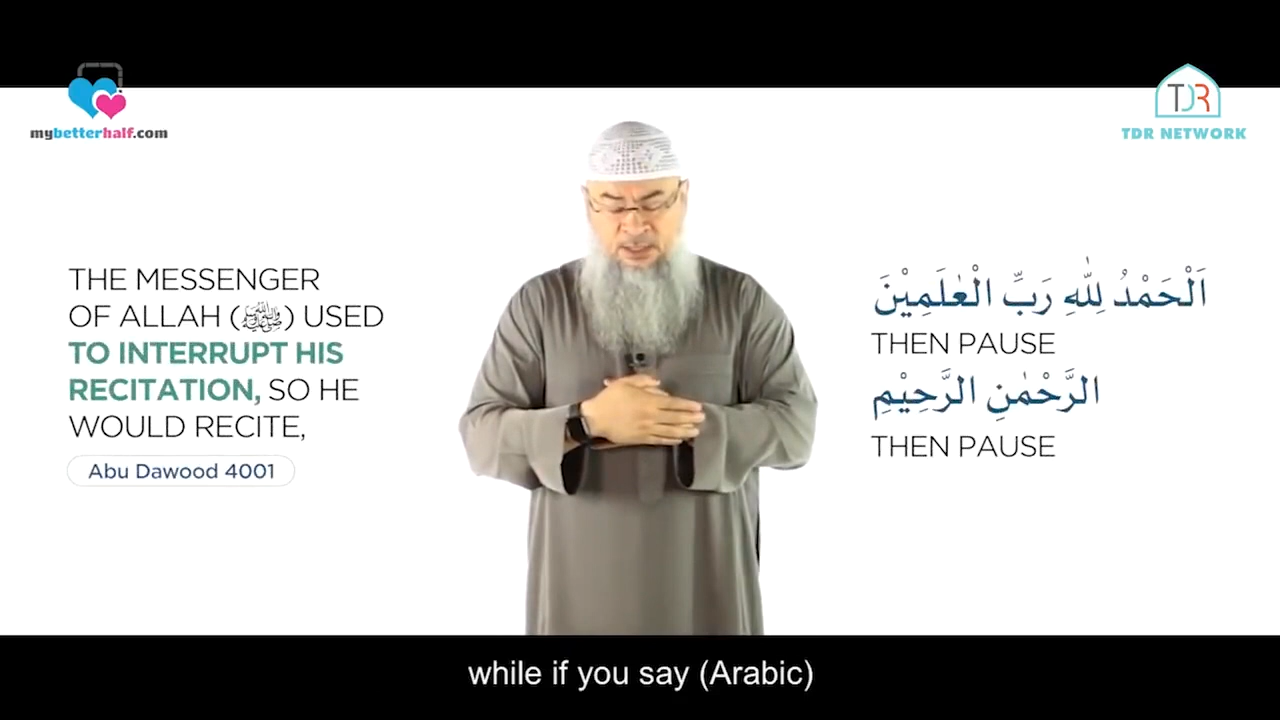 mybetterhalf.com
TDR
TDR NETWORK
THE MESSENGER
OF ALLAH (ﷺ) USED
TO INTERRUPT HIS
RECITATION, SO HE
WOULD RECITE,
Abu Dawood 4001
اَلْحَمْدُ لِلّٰهِ رَبِّ الْعٰلَمِيْنَ
THEN PAUSE
الرَّحْمٰنِ الرَّحِيْمِ
THEN PAUSE
while if you say (Arabic)